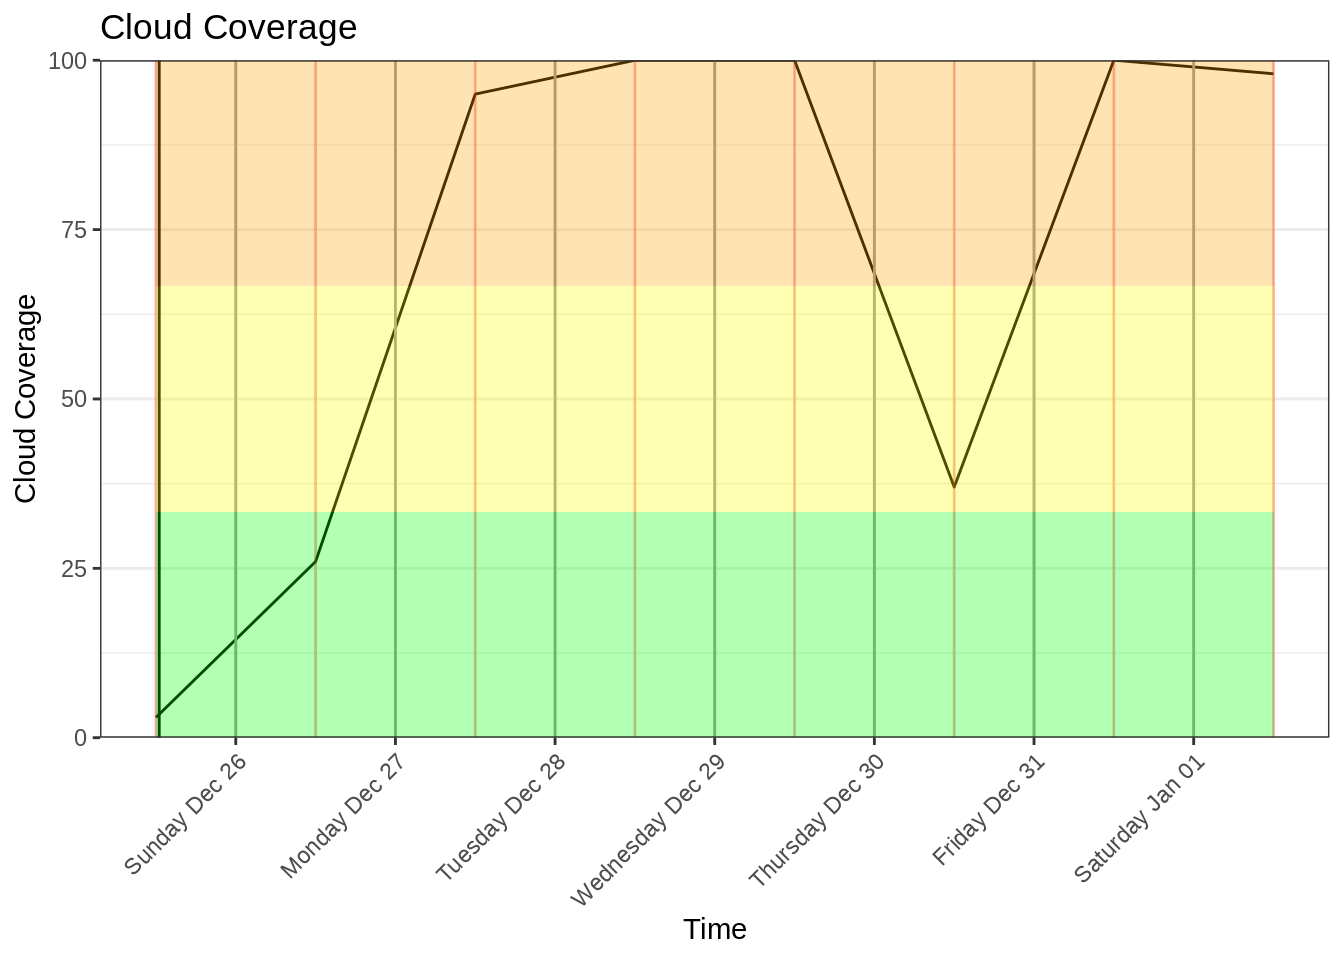 Cloud Coverage
100
75
50
25
0
Cloud Coverage
Sunday Dec 26
Monday Dec 27
Tuesday Dec 28
Wednesday Dec 29
Thursday Dec 30
Friday Dec 31
Saturday Jan 01
Time